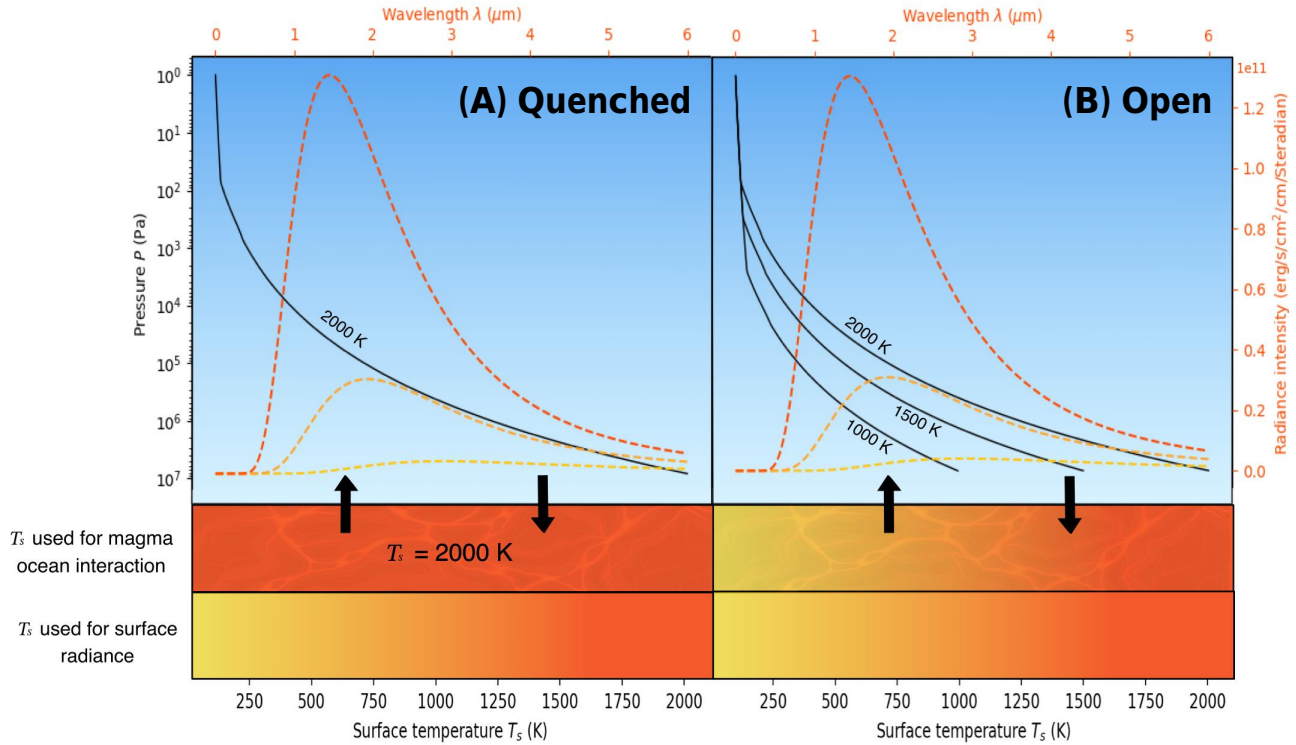 Wavelength λ (μm)
0 1 2 3 4 5 6
Wavelength λ (μm)
0 1 2 3 4 5 6
(A) Quenched
(B) Open
1e11
Pressure P (Pa)
10⁰
10¹
10²
10³
10⁴
10⁵
10⁶
10⁷
2000 K
2000 K
1500 K
1000 K
1.2
1.0
0.8
0.6
0.4
0.2
0.0
Radiance intensity (erg/s/cm²/cm/Steradian)
Tₛ used for magma
ocean interaction
Tₛ = 2000 K
Tₛ used for surface
radiance
250 500 750 1000 1250 1500 1750 2000
Surface temperature Tₛ (K)
250 500 750 1000 1250 1500 1750 2000
Surface temperature Tₛ (K)